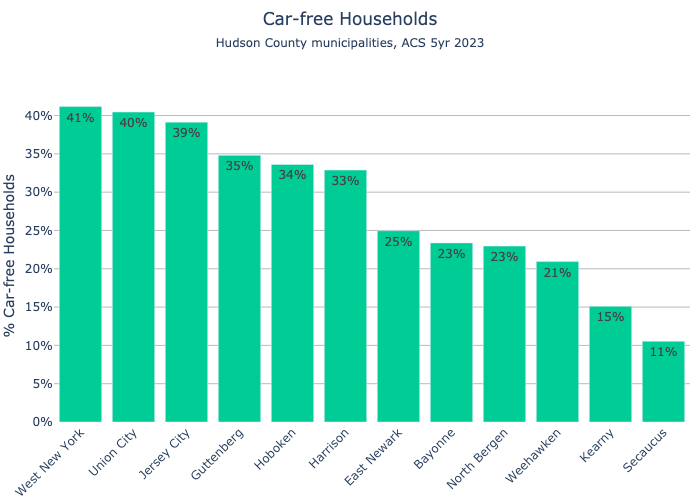 Car-free Households
Hudson County municipalities, ACS 5yr 2023
% Car-free Households
40%
35%
30%
25%
20%
15%
10%
5%
0%
41%
40%
39%
35%
34%
33%
25%
23%
23%
21%
15%
11%
West New York
Union City
Jersey City
Guttenberg
Hoboken
Harrison
East Newark
Bayonne
North Bergen
Weehawken
Kearny
Secaucus